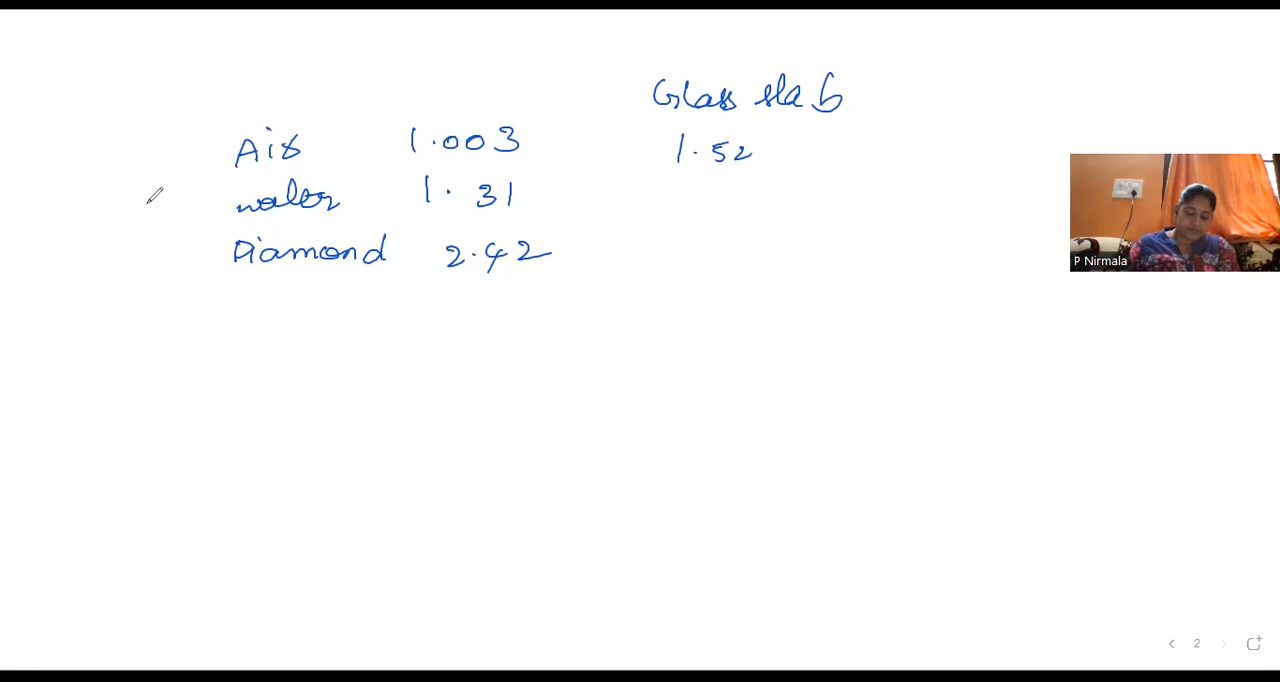 Glass slab
Air 1.003
1.52
water 1.31
Diamond 2.42
P Nirmala
2